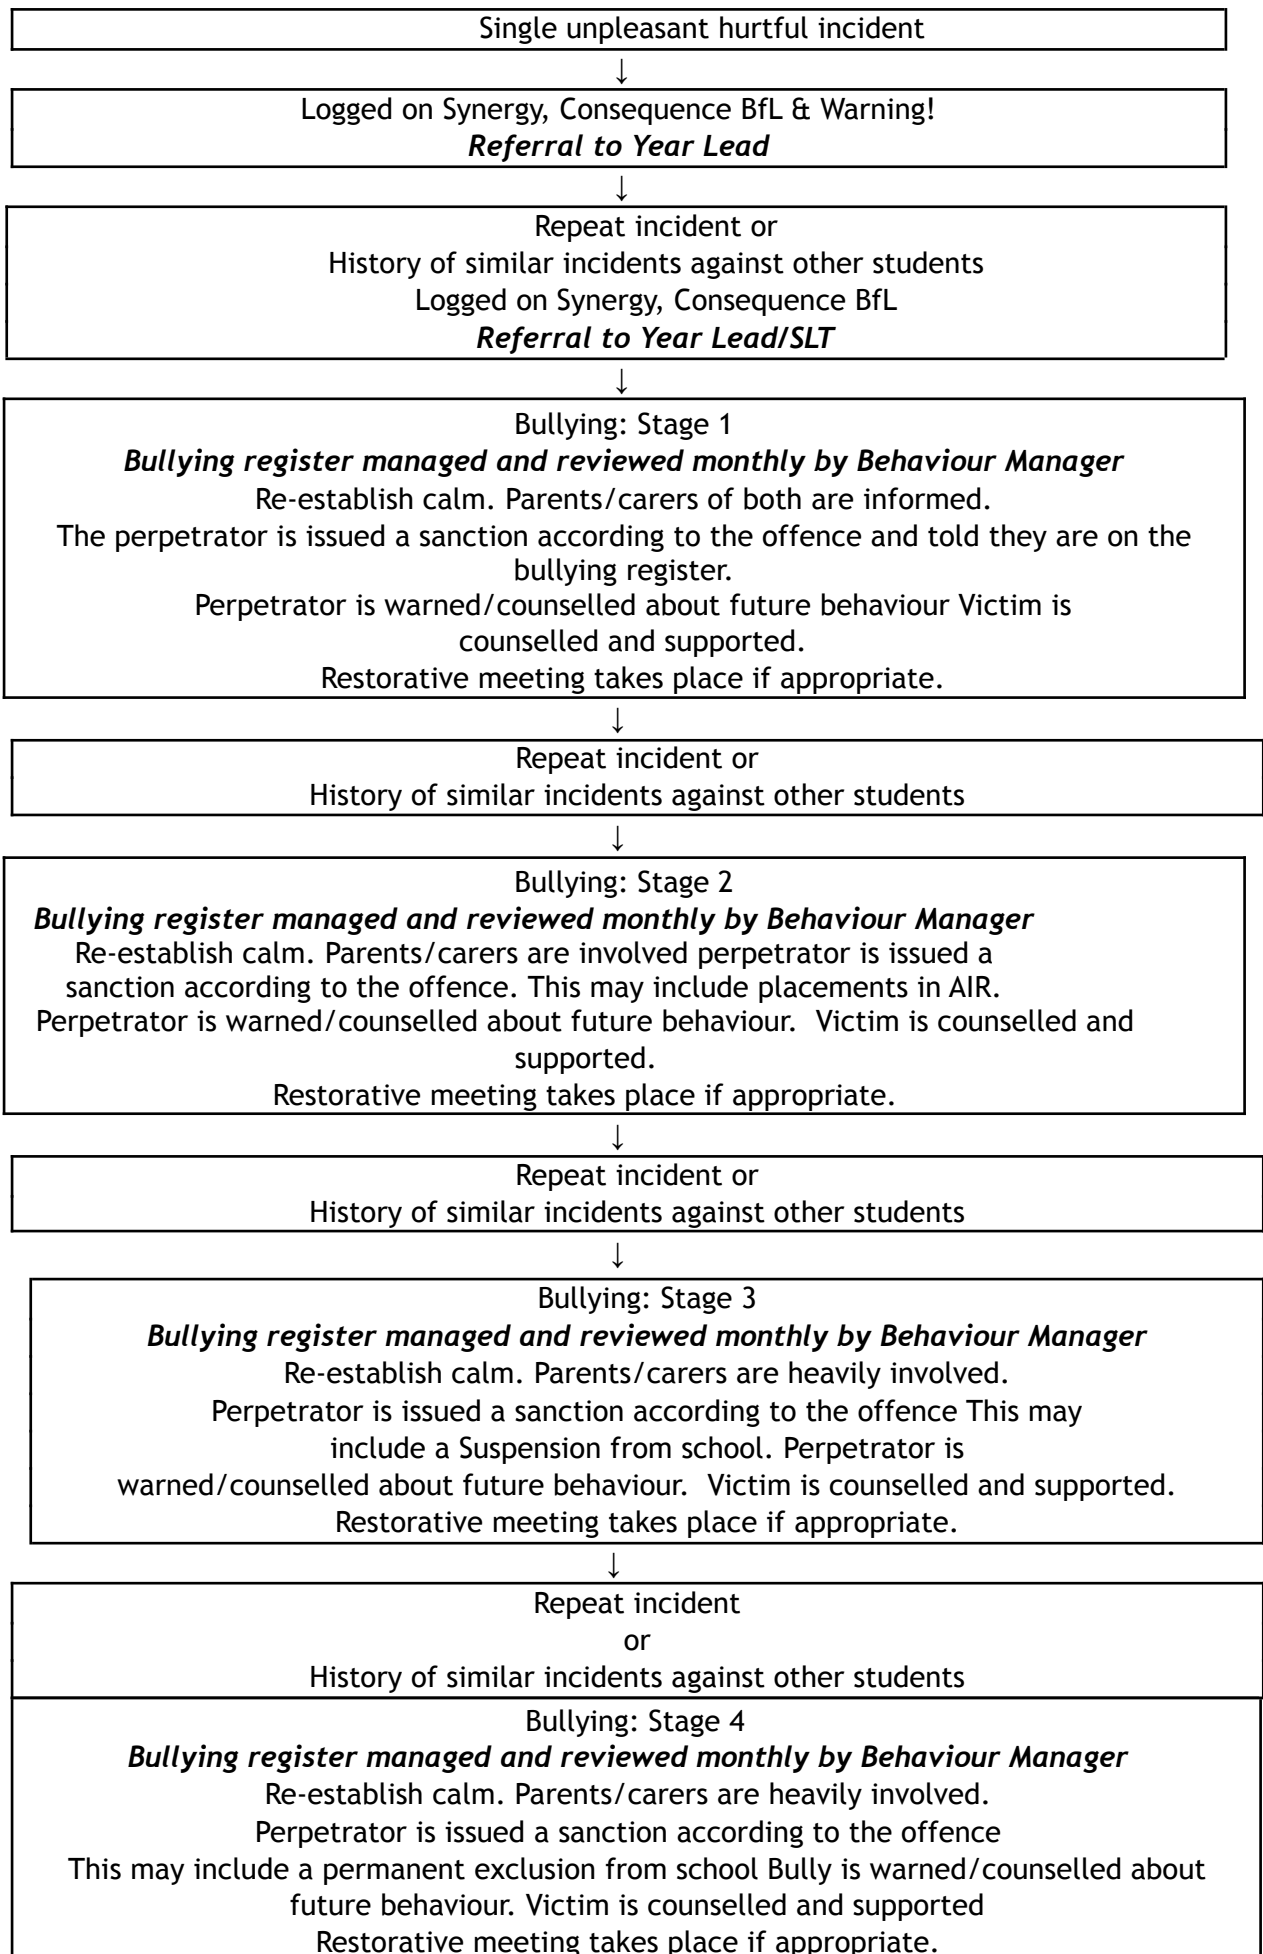 Single unpleasant hurtful incident
↓
Logged on Synergy, Consequence BfL & Warning!
Referral to Year Lead
↓
Repeat incident or
History of similar incidents against other students
Logged on Synergy, Consequence BfL
Referral to Year Lead/SLT
↓
Bullying: Stage 1
Bullying register managed and reviewed monthly by Behaviour Manager
Re-establish calm. Parents/carers of both are informed.
The perpetrator is issued a sanction according to the offence and told they are on the
bullying register.
Perpetrator is warned/counselled about future behaviour Victim is
counselled and supported.
Restorative meeting takes place if appropriate.
↓
Repeat incident or
History of similar incidents against other students
↓
Bullying: Stage 2
Bullying register managed and reviewed monthly by Behaviour Manager
Re-establish calm. Parents/carers are involved perpetrator is issued a
sanction according to the offence. This may include placements in AIR.
Perpetrator is warned/counselled about future behaviour.  Victim is counselled and
supported.
Restorative meeting takes place if appropriate.
↓
Repeat incident or
History of similar incidents against other students
↓
Bullying: Stage 3
Bullying register managed and reviewed monthly by Behaviour Manager
Re-establish calm. Parents/carers are heavily involved.
Perpetrator is issued a sanction according to the offence This may
include a Suspension from school. Perpetrator is
warned/counselled about future behaviour.  Victim is counselled and supported.
Restorative meeting takes place if appropriate.
↓
Repeat incident
or
History of similar incidents against other students
Bullying: Stage 4
Bullying register managed and reviewed monthly by Behaviour Manager
Re-establish calm. Parents/carers are heavily involved.
Perpetrator is issued a sanction according to the offence
This may include a permanent exclusion from school Bully is warned/counselled about
future behaviour. Victim is counselled and supported
Restorative meeting takes place if appropriate.